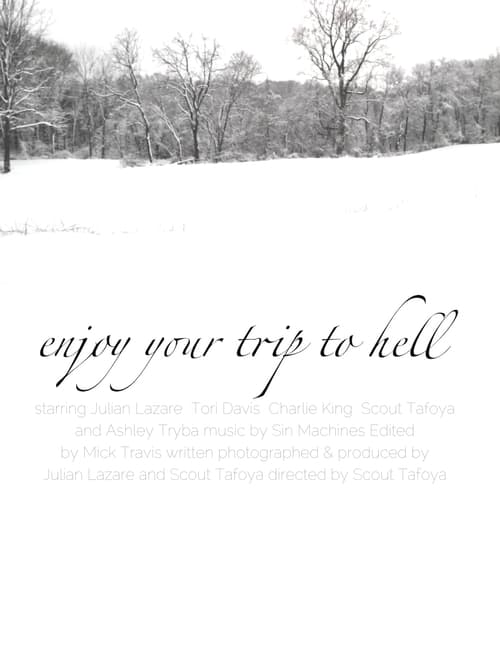 enjoy your trip to hell
starring Julian Lazare Tori Davis Charlie King Scout Tafoya
and Ashley Tryba music by Sin Machines Edited
by Mick Travis written photographed & produced by
Julian Lazare and Scout Tafoya directed by Scout Tafoya